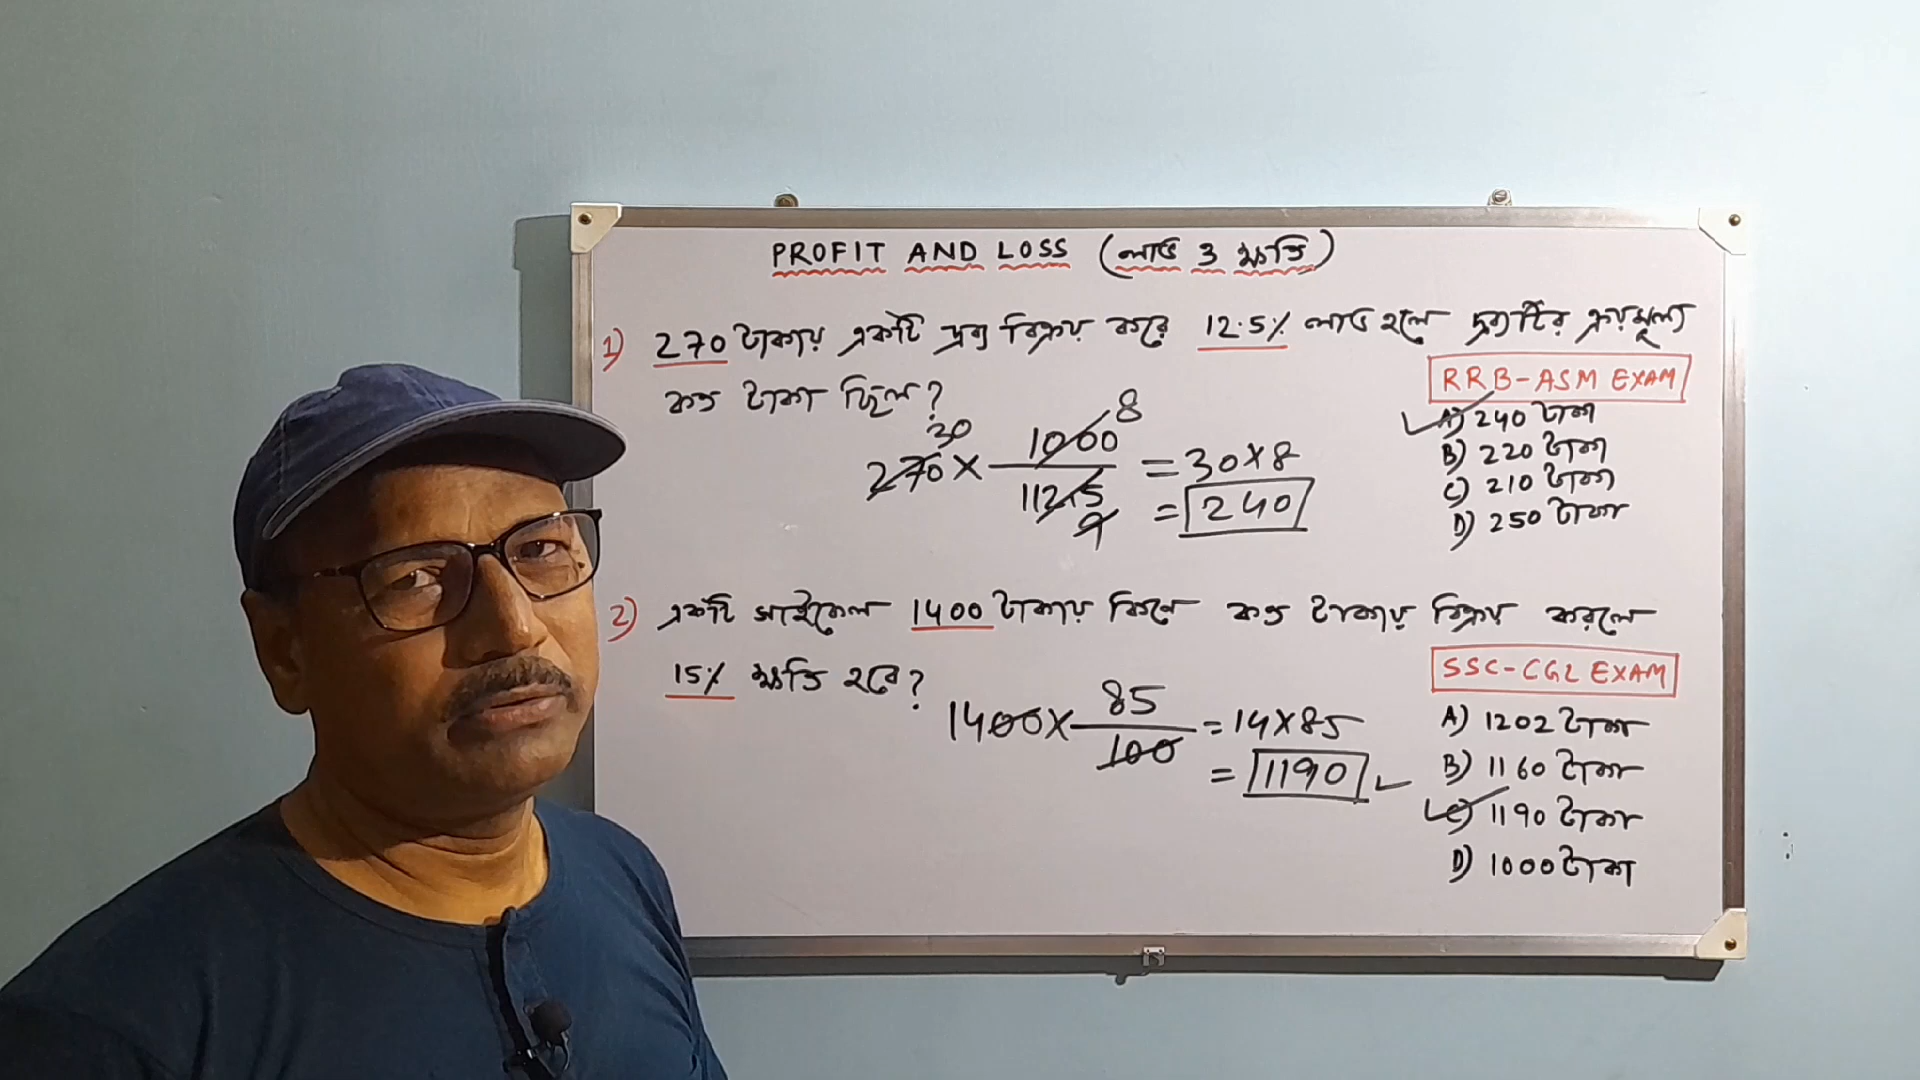 PROFIT AND LOSS (লাভ ও ক্ষতি)
1) 270 টাকায় একটি দ্রব্য বিক্রয় করে 12.5% লাভ হলে দ্রব্যটির ক্রয়মূল্য
কত টাকা ছিল?
RRB-ASM EXAM
A) 240 টাকা
B) 220 টাকা
C) 210 টাকা
D) 250 টাকা
30 8
270 × 1000 = 30×8
1125
9
= 240
2) একটি সাইকেল 1400 টাকায় কিনে কত টাকায় বিক্রয় করলে
15% ক্ষতি হবে?
SSC-CGL EXAM
1400 × 85 = 14×85
100
= 1190
A) 1202 টাকা
B) 1160 টাকা
C) 1190 টাকা
D) 1000 টাকা